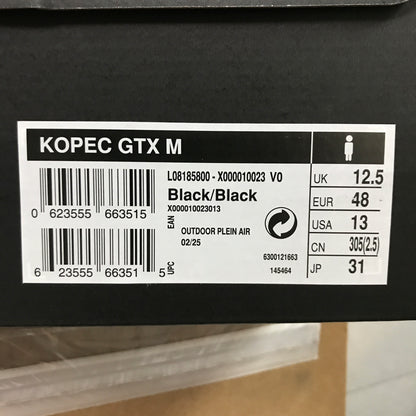 KOPEC GTX M
L08185800 - X000010023 V0
Black/Black
X000010023013
0 623555 663515
EAN
OUTDOOR PLEIN AIR
02/25
6 23555 66351 5
UPC
6300121663
145464
UK 12.5
EUR 48
USA 13
CN 305(2.5)
JP 31